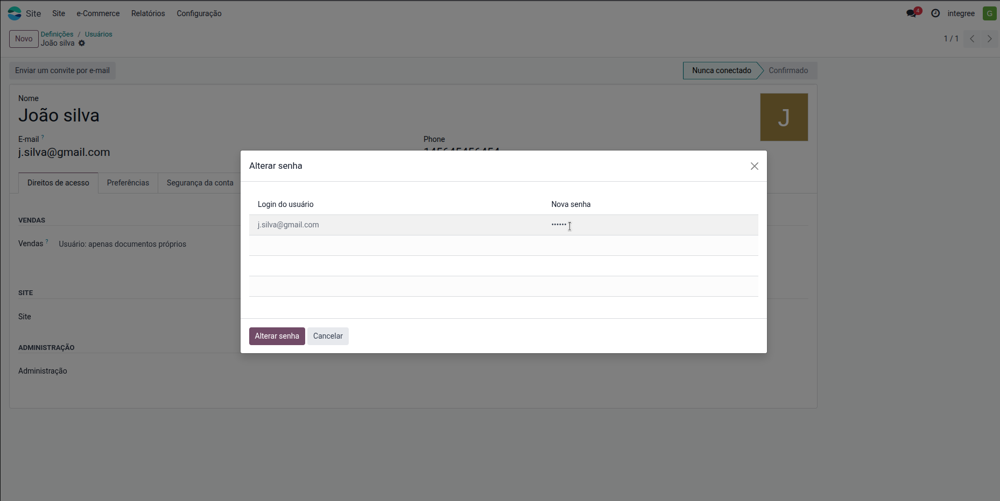 Site Site e-Commerce Relatórios Configuração 4 integree G
Novo Definições / Usuários
João silva 1 / 1
Enviar um convite por e-mail Nunca conectado Confirmado
Nome
João silva J
E-mail ? Phone
j.silva@gmail.com
Alterar senha
Direitos de acesso Preferências Segurança da conta
Login do usuário Nova senha
VENDAS
j.silva@gmail.com ••••••
Vendas ? Usuário: apenas documentos próprios
SITE
Site
Alterar senha Cancelar
ADMINISTRAÇÃO
Administração